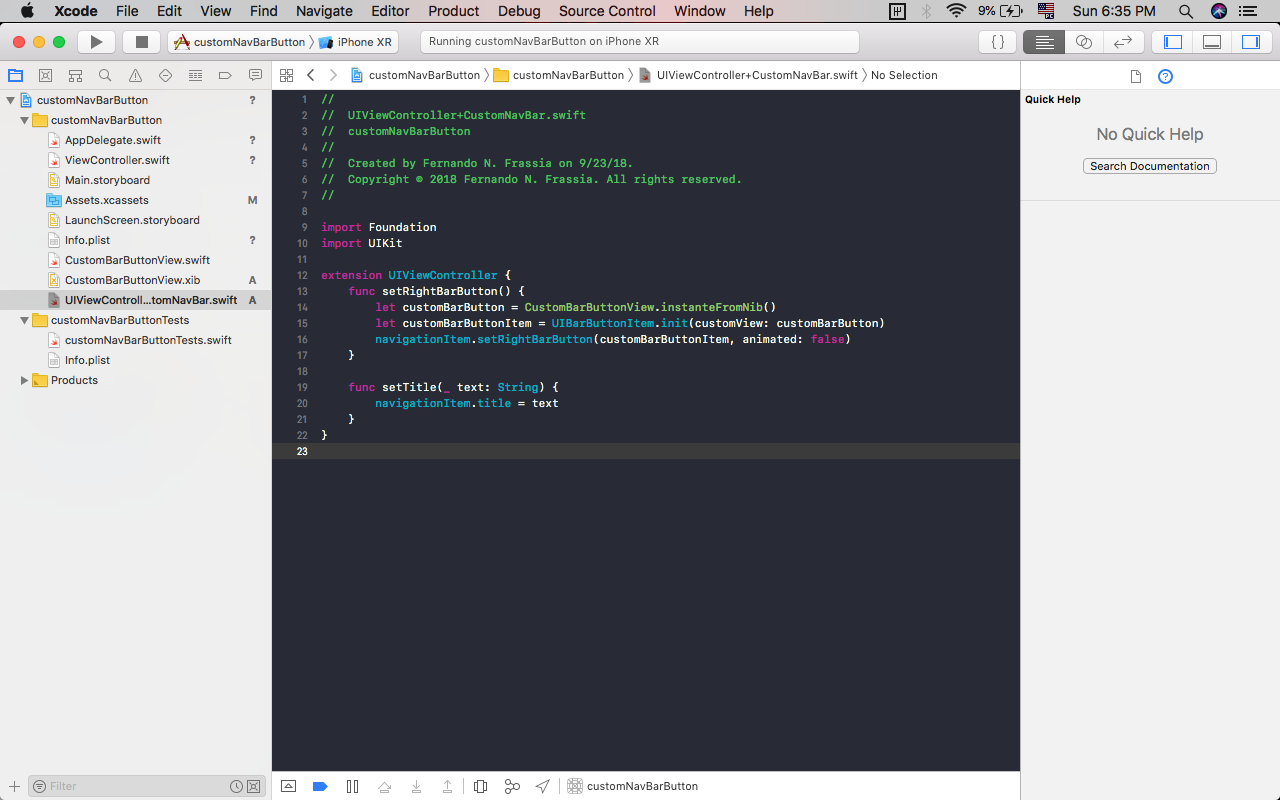 Xcode File Edit View Find Navigate Editor Product Debug Source Control Window Help 9% Sun 6:35 PM
customNavBarButton iPhone XR Running customNavBarButton on iPhone XR
customNavBarButton customNavBarButton UIViewController+CustomNavBar.swift No Selection
customNavBarButton ?
customNavBarButton
AppDelegate.swift ?
ViewController.swift ?
Main.storyboard
Assets.xcassets M
LaunchScreen.storyboard
Info.plist ?
CustomBarButtonView.swift
CustomBarButtonView.xib A
UIViewControll...tomNavBar.swift A
customNavBarButtonTests
customNavBarButtonTests.swift
Info.plist
Products
Filter
1 //
2 // UIViewController+CustomNavBar.swift
3 // customNavBarButton
4 //
5 // Created by Fernando N. Frassia on 9/23/18.
6 // Copyright © 2018 Fernando N. Frassia. All rights reserved.
7 //
8
9 import Foundation
10 import UIKit
11
12 extension UIViewController {
13 func setRightBarButton() {
14 let customBarButton = CustomBarButtonView.instanteFromNib()
15 let customBarButtonItem = UIBarButtonItem.init(customView: customBarButton)
16 navigationItem.setRightBarButton(customBarButtonItem, animated: false)
17 }
18
19 func setTitle(_ text: String) {
20 navigationItem.title = text
21 }
22 }
23
customNavBarButton
Quick Help
No Quick Help
Search Documentation